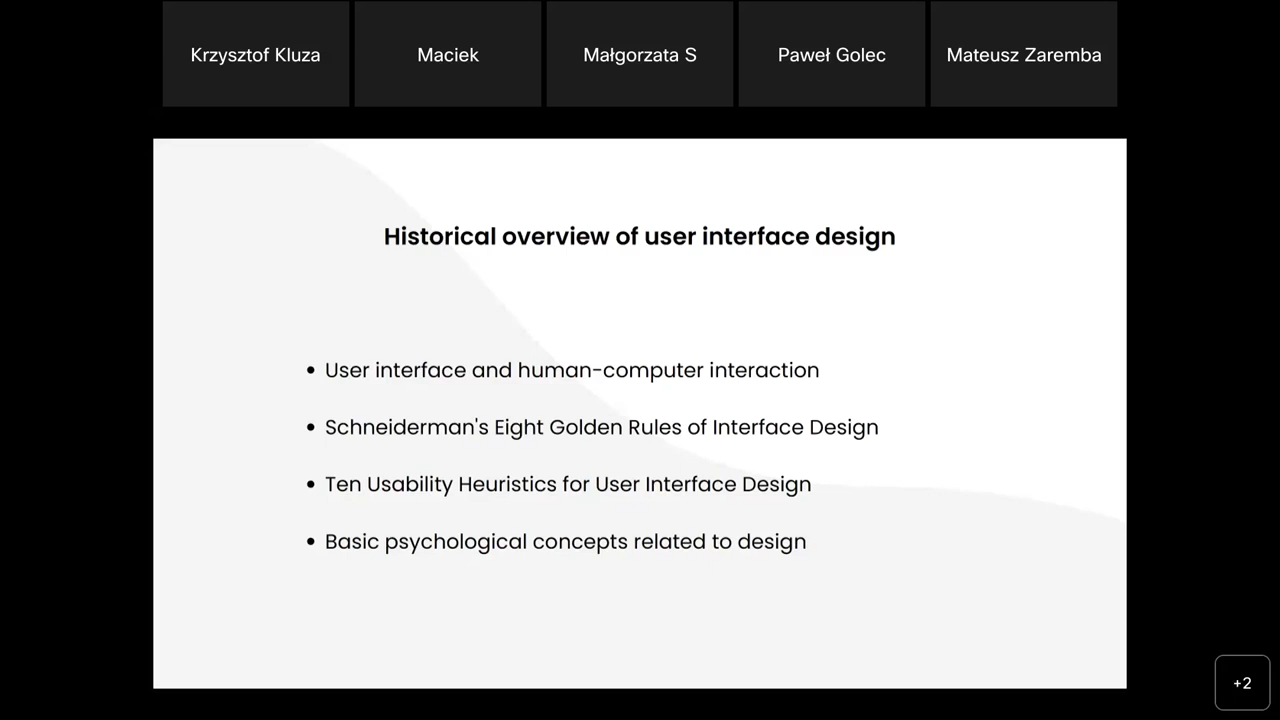 Krzysztof Kluza
Maciek
Małgorzata S
Paweł Golec
Mateusz Zaremba
Historical overview of user interface design
• User interface and human-computer interaction
• Schneiderman's Eight Golden Rules of Interface Design
• Ten Usability Heuristics for User Interface Design
• Basic psychological concepts related to design
+2